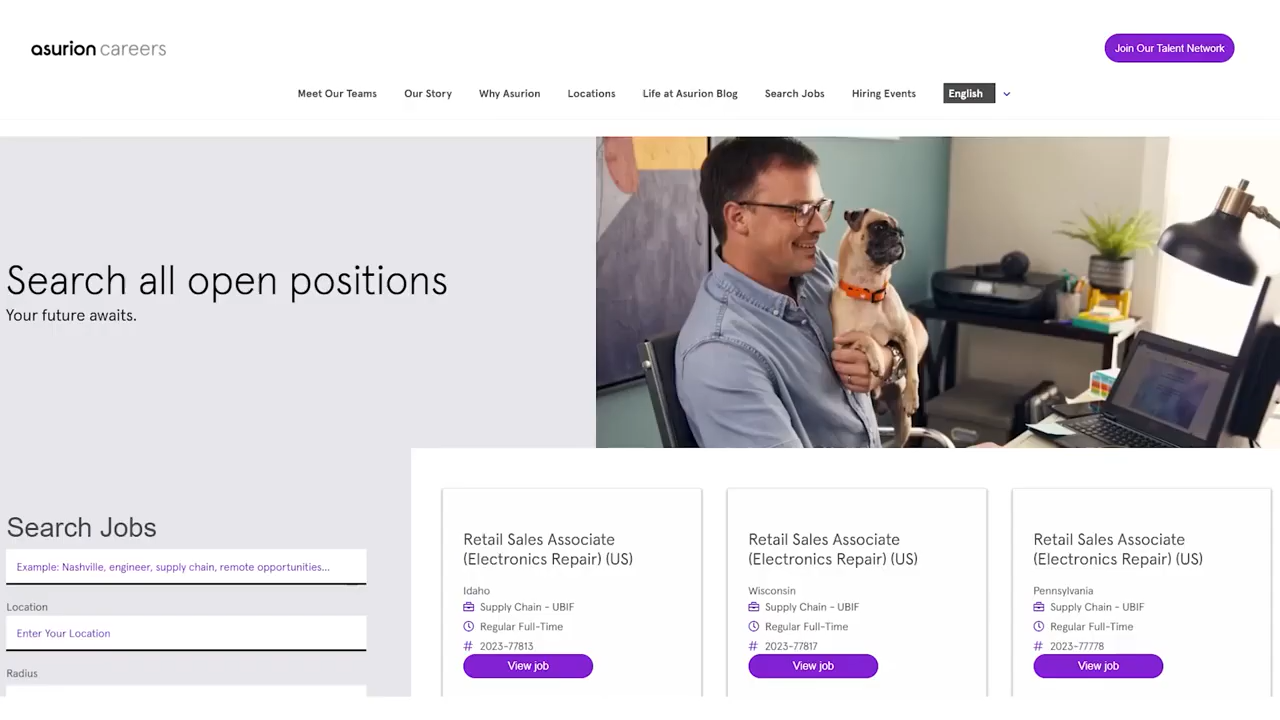 asurion careers
Join Our Talent Network
Meet Our Teams
Our Story
Why Asurion
Locations
Life at Asurion Blog
Search Jobs
Hiring Events
English
Search all open positions
Your future awaits.
Search Jobs
Example: Nashville, engineer, supply chain, remote opportunities...
Location
Enter Your Location
Radius
Retail Sales Associate
(Electronics Repair) (US)
Idaho
Supply Chain - UBIF
Regular Full-Time
# 2023-77813
View job
Retail Sales Associate
(Electronics Repair) (US)
Wisconsin
Supply Chain - UBIF
Regular Full-Time
# 2023-77817
View job
Retail Sales Associate
(Electronics Repair) (US)
Pennsylvania
Supply Chain - UBIF
Regular Full-Time
# 2023-77778
View job